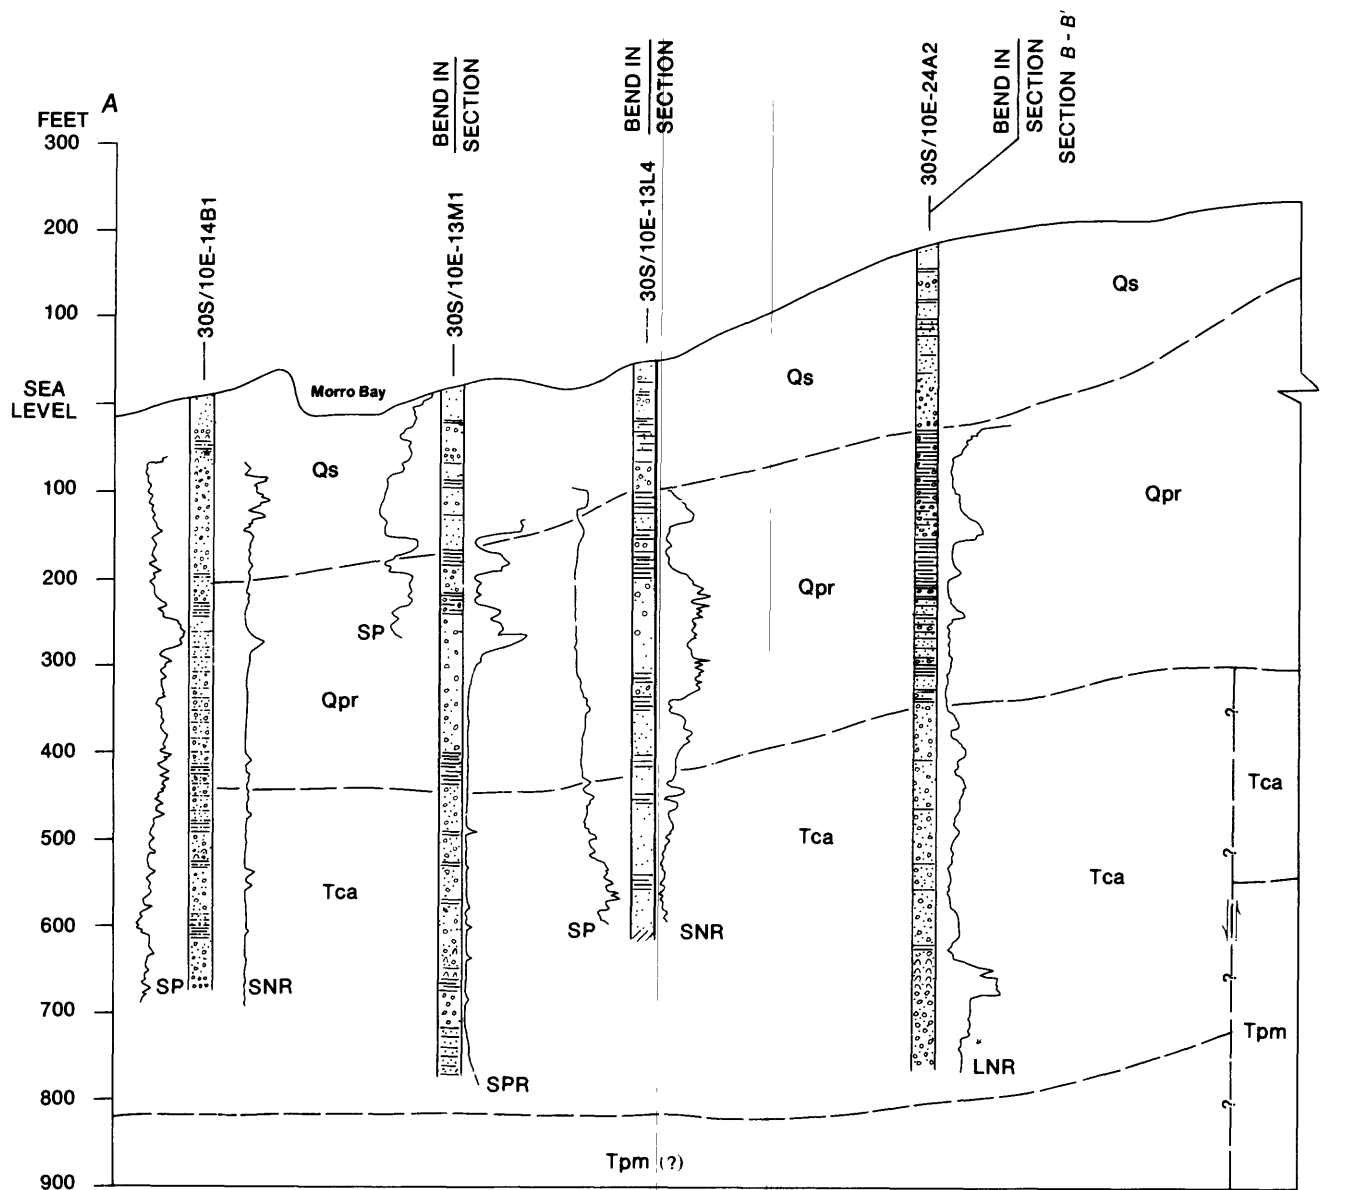 A
FEET
300
200
100
SEA
LEVEL
100
200
300
400
500
600
700
800
900
30S/10E-14B1
BEND IN
SECTION
30S/10E-13M1
BEND IN
SECTION
30S/10E-13L4
30S/10E-24A2
BEND IN
SECTION
SECTION B - B'
Morro Bay
Qs
Qs
Qs
Qpr
Qpr
Qpr
SP
Tca
Tca
Tca
Tca
SP
SNR
SP
SNR
SPR
LNR
Tpm
Tpm (?)
?
?
?
?